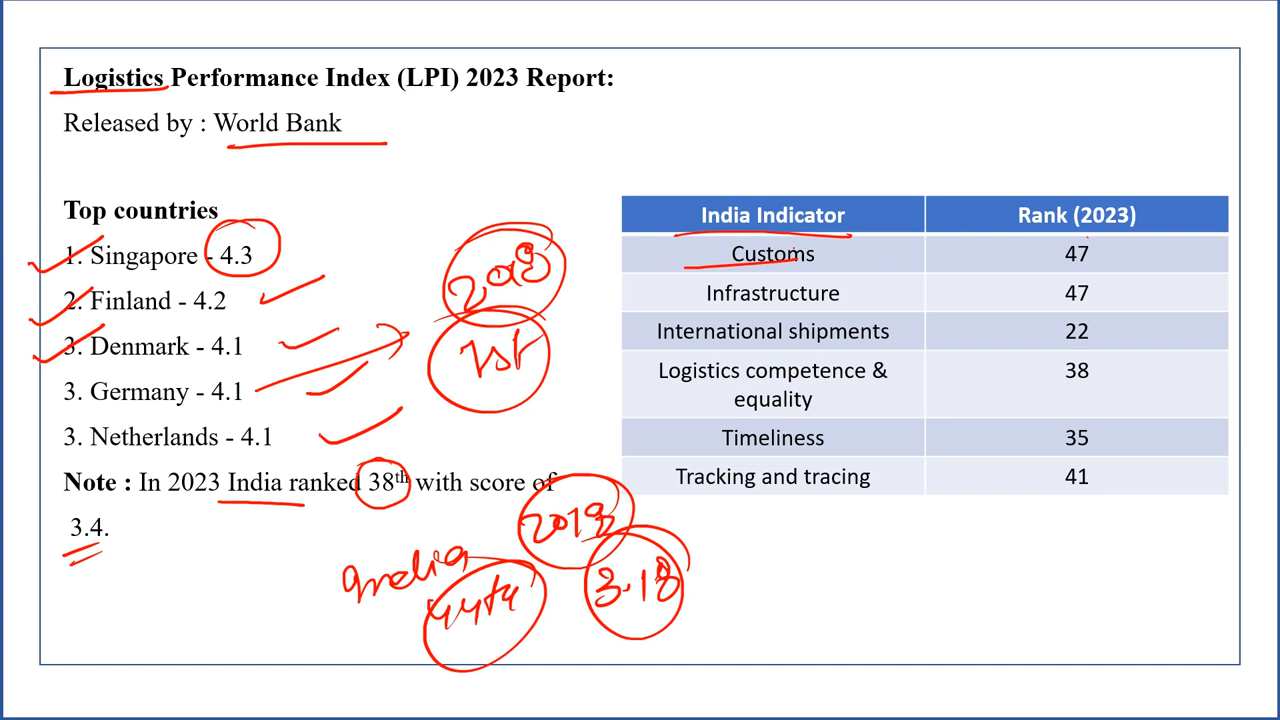 Logistics Performance Index (LPI) 2023 Report:
Released by : World Bank
Top countries
1. Singapore - 4.3
2. Finland - 4.2
3. Denmark - 4.1
3. Germany - 4.1
3. Netherlands - 4.1
Note : In 2023 India ranked 38th with score of
3.4.
India Indicator Rank (2023)
Customs 47
Infrastructure 47
International shipments 22
Logistics competence &
equality 38
Timeliness 35
Tracking and tracing 41
2018
1st
2018
India
44th
3.18